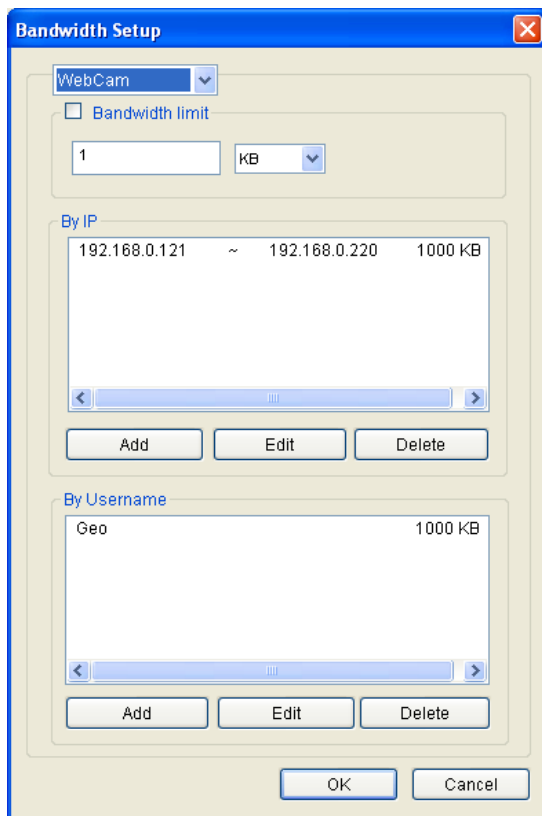 Bandwidth Setup
WebCam
Bandwidth limit
1 KB
By IP
192.168.0.121 ~ 192.168.0.220 1000 KB
Add Edit Delete
By Username
Geo 1000 KB
Add Edit Delete
OK Cancel